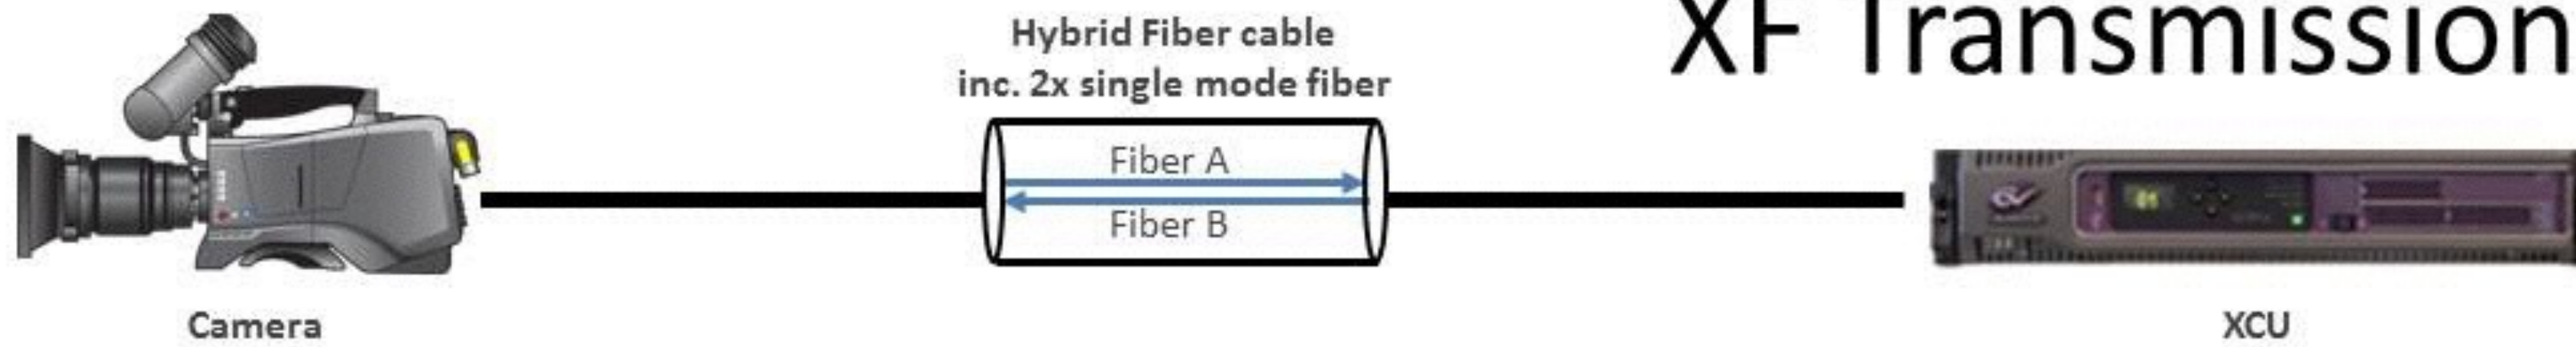 XF Transmission
Hybrid Fiber cable
inc. 2x single mode fiber
Fiber A
Fiber B
Camera
XCU